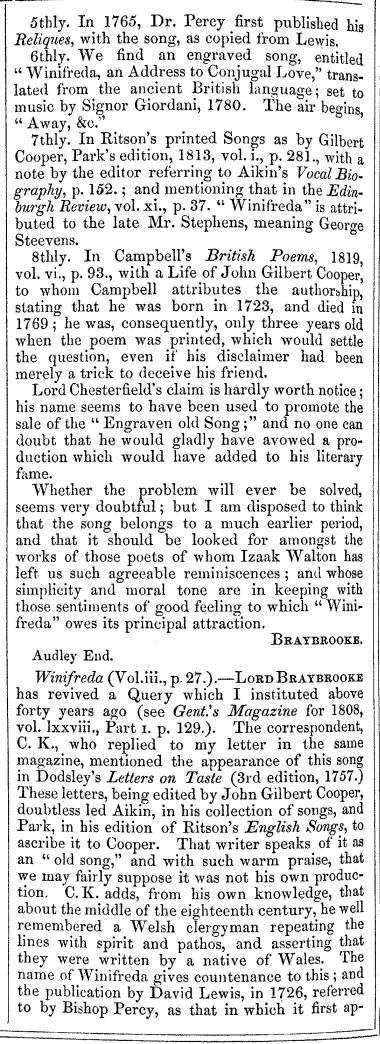 5thly. In 1765, Dr. Percy first published his
Reliques, with the song, as copied from Lewis.
6thly. We find an engraved song, entitled
“ Winifreda, an Address to Conjugal Love,” trans-
lated from the ancient British language; set to
music by Signor Giordani, 1780. The air begins,
“ Away, &c.”
7thly. In Ritson's printed Songs as by Gilbert
Cooper, Park's edition, 1813, vol. i., p. 281., with a
note by the editor referring to Aikin's Vocal Bio-
graphy, p. 152.; and mentioning that in the Edin-
burgh Review, vol. xi., p. 37. “ Winifreda” is attri-
buted to the late Mr. Stephens, meaning George
Steevens.
8thly. In Campbell's British Poems, 1819,
vol. vi., p. 93., with a Life of John Gilbert Cooper,
to whom Campbell attributes the authorship,
stating that he was born in 1723, and died in
1769; he was, consequently, only three years old
when the poem was printed, which would settle
the question, even if his disclaimer had been
merely a trick to deceive his friend.
Lord Chesterfield's claim is hardly worth notice;
his name seems to have been used to promote the
sale of the “ Engraven old Song;” and no one can
doubt that he would gladly have avowed a pro-
duction which would have added to his literary
fame.
Whether the problem will ever be solved,
seems very doubtful; but I am disposed to think
that the song belongs to a much earlier period,
and that it should be looked for amongst the
works of those poets of whom Izaak Walton has
left us such agreeable reminiscences; and whose
simplicity and moral tone are in keeping with
those sentiments of good feeling to which “ Wini-
freda” owes its principal attraction.
BRAYBROOKE.
Audley End.
Winifreda (Vol.iii., p. 27.).—LORD BRAYBROOKE
has revived a Query which I instituted above
forty years ago (see Gent.'s Magazine for 1808,
vol. lxxviii., Part I. p. 129.). The correspondent,
C. K., who replied to my letter in the same
magazine, mentioned the appearance of this song
in Dodsley's Letters on Taste (3rd edition, 1757.)
These letters, being edited by John Gilbert Cooper,
doubtless led Aikin, in his collection of songs, and
Park, in his edition of Ritson's English Songs, to
ascribe it to Cooper. That writer speaks of it as
an “ old song,” and with such warm praise, that
we may fairly suppose it was not his own produc-
tion. C. K. adds, from his own knowledge, that
about the middle of the eighteenth century, he well
remembered a Welsh clergyman repeating the
lines with spirit and pathos, and asserting that
they were written by a native of Wales. The
name of Winifreda gives countenance to this; and
the publication by David Lewis, in 1726, referred
to by Bishop Percy, as that in which it first ap-